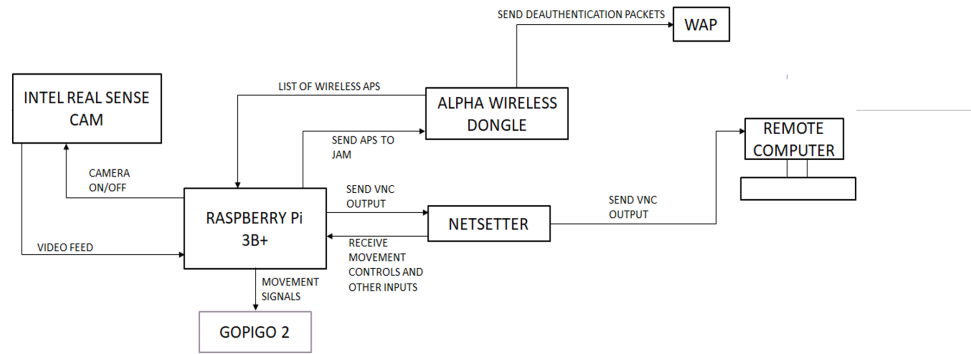 SEND DEAUTHENTICATION PACKETS
WAP
INTEL REAL SENSE
CAM
LIST OF WIRELESS APS
ALPHA WIRELESS
DONGLE
SEND APS TO
JAM
REMOTE
COMPUTER
CAMERA
ON/OFF
SEND VNC
OUTPUT
SEND VNC
OUTPUT
RASPBERRY Pi
3B+
NETSETTER
VIDEO FEED
RECEIVE
MOVEMENT
CONTROLS AND
OTHER INPUTS
MOVEMENT
SIGNALS
GOPIGO 2